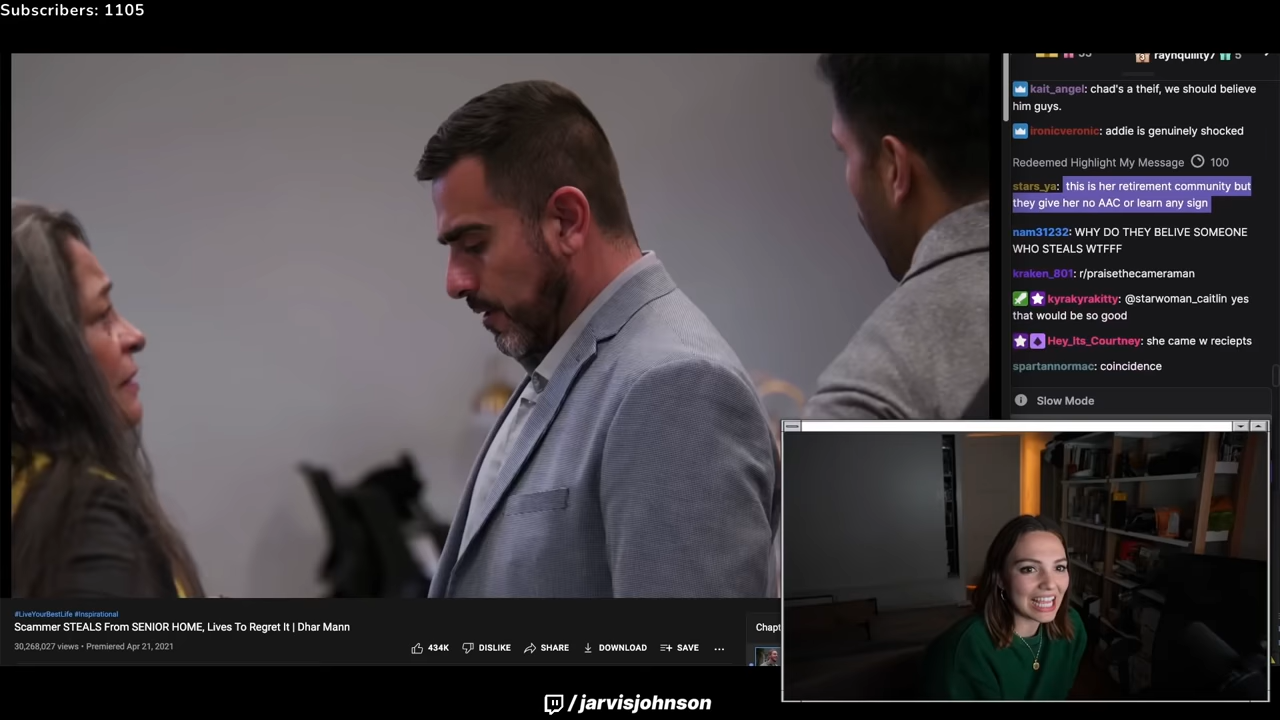 Subscribers: 1105
raynquility7 5
kait_angel: chad's a theif, we should believe
him guys.
ironicveronic: addie is genuinely shocked
Redeemed Highlight My Message 100
stars_ya: this is her retirement community but
they give her no AAC or learn any sign
nam31232: WHY DO THEY BELIVE SOMEONE
WHO STEALS WTFFF
kraken_801: r/praisethecameraman
kyrakyrakitty: @starwoman_caitlin yes
that would be so good
Hey_Its_Courtney: she came w reciepts
spartannormac: coincidence
Slow Mode
#LiveYourBestLife #Inspirational
Scammer STEALS From SENIOR HOME, Lives To Regret It | Dhar Mann
30,268,027 views • Premiered Apr 21, 2021
434K DISLIKE SHARE DOWNLOAD SAVE ...
Chapt
/jarvisjohnson